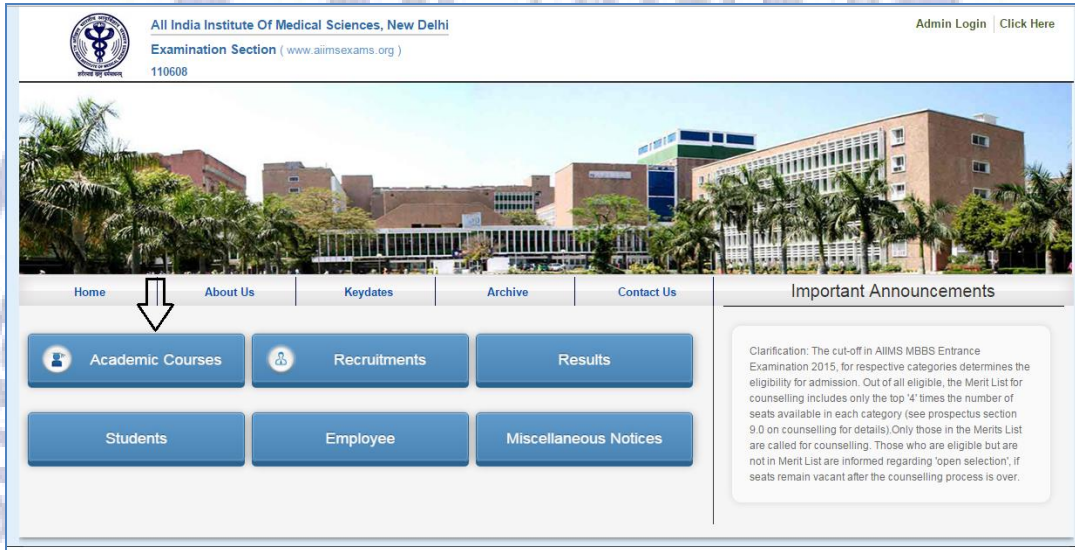 All India Institute Of Medical Sciences, New Delhi
Examination Section ( www.aiimsexams.org )
110608
Admin Login
Click Here
Home
About Us
Keydates
Archive
Contact Us
Important Announcements
Academic Courses
Recruitments
Results
Students
Employee
Miscellaneous Notices
Clarification: The cut-off in AIIMS MBBS Entrance
Examination 2015, for respective categories determines the
eligibility for admission. Out of all eligible, the Merit List for
counselling includes only the top '4' times the number of
seats available in each category (see prospectus section
9.0 on counselling for details).Only those in the Merits List
are called for counselling. Those who are eligible but are
not in Merit List are informed regarding 'open selection', if
seats remain vacant after the counselling process is over.